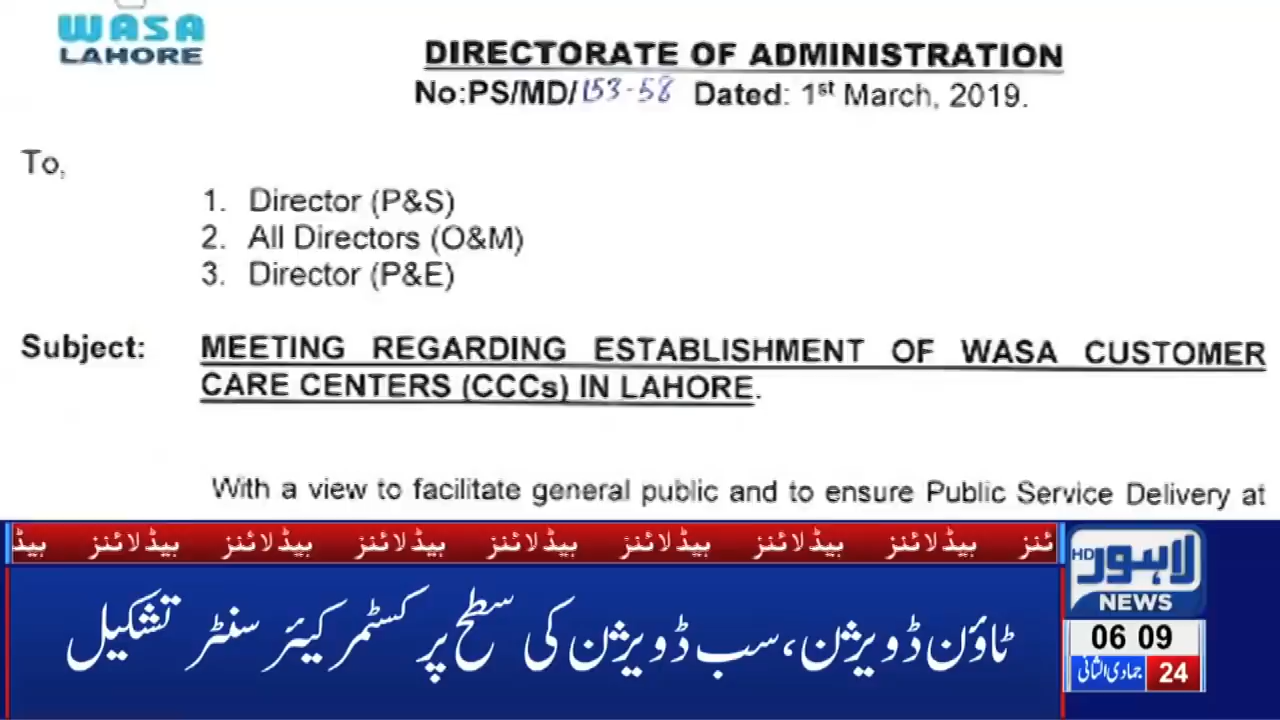 WASA
LAHORE
DIRECTORATE OF ADMINISTRATION
No:PS/MD/153-58 Dated: 1st March, 2019.
To,
1. Director (P&S)
2. All Directors (O&M)
3. Director (P&E)
Subject: MEETING REGARDING ESTABLISHMENT OF WASA CUSTOMER
CARE CENTERS (CCCs) IN LAHORE.
With a view to facilitate general public and to ensure Public Service Delivery at
ئنز ہیڈلائنز ہیڈلائنز ہیڈلائنز ہیڈلائنز ہیڈلائنز ہیڈلائنز ہیڈلائنز ہیڈ
لاہور HD
NEWS
ٹاؤن ڈویژن، سب ڈویژن کی سطح پر کسٹمر کیئر سنٹر تشکیل
06 09
24 جمادی الثانی